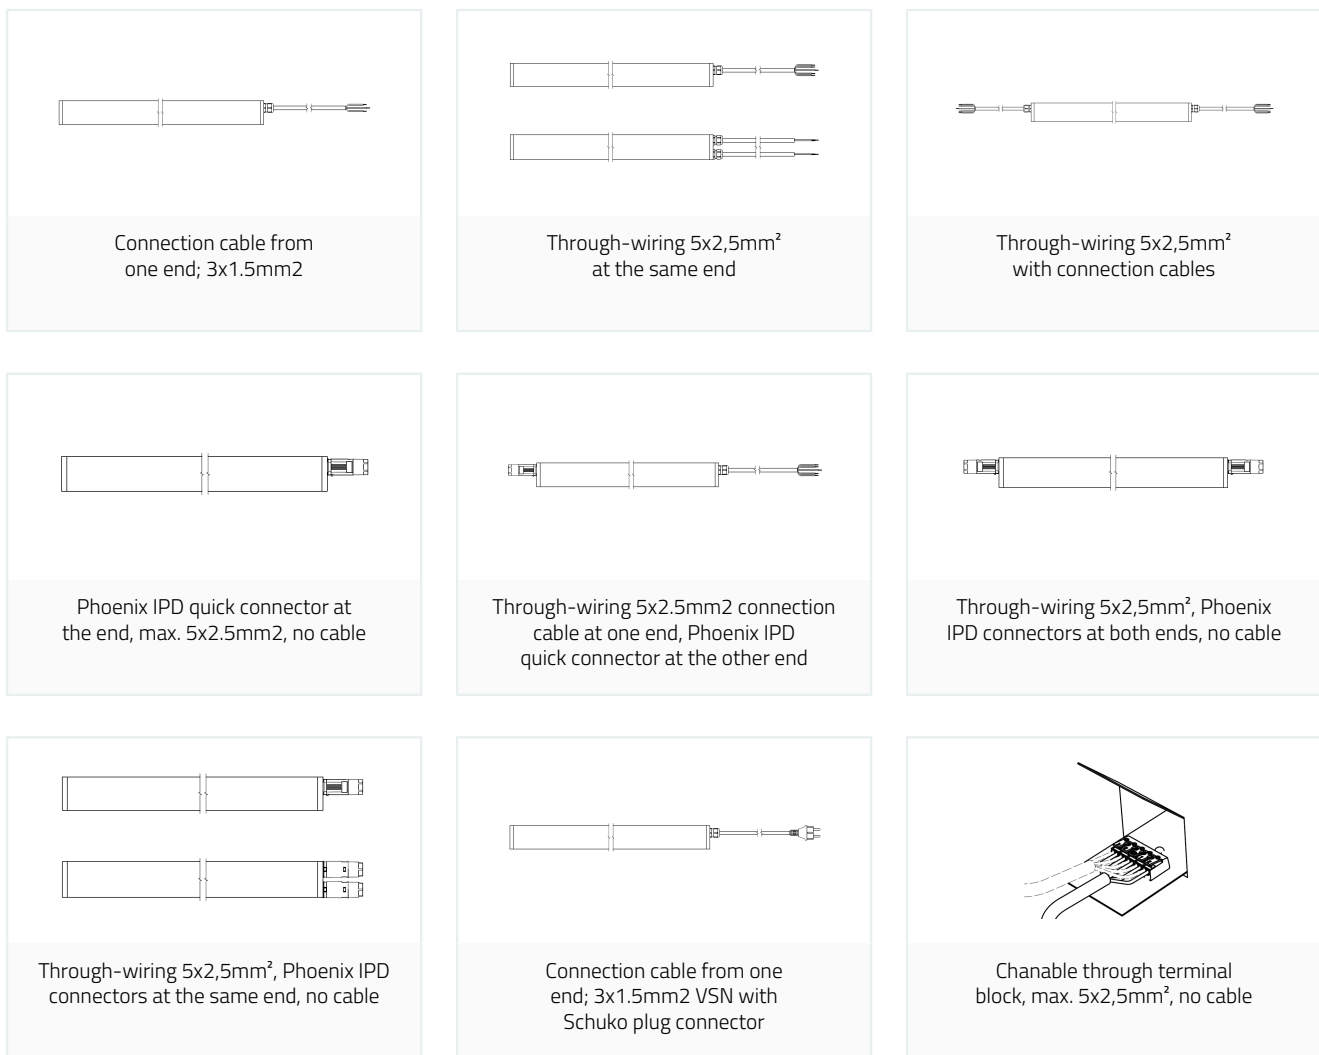 Connection cable from
one end; 3x1.5mm2
Through-wiring 5x2,5mm²
at the same end
Through-wiring 5x2,5mm²
with connection cables
Phoenix IPD quick connector at
the end, max. 5x2.5mm2, no cable
Through-wiring 5x2.5mm2 connection
cable at one end, Phoenix IPD
quick connector at the other end
Through-wiring 5x2,5mm², Phoenix
IPD connectors at both ends, no cable
Through-wiring 5x2,5mm², Phoenix IPD
connectors at the same end, no cable
Connection cable from one
end; 3x1.5mm2 VSN with
Schuko plug connector
Chanable through terminal
block, max. 5x2,5mm², no cable